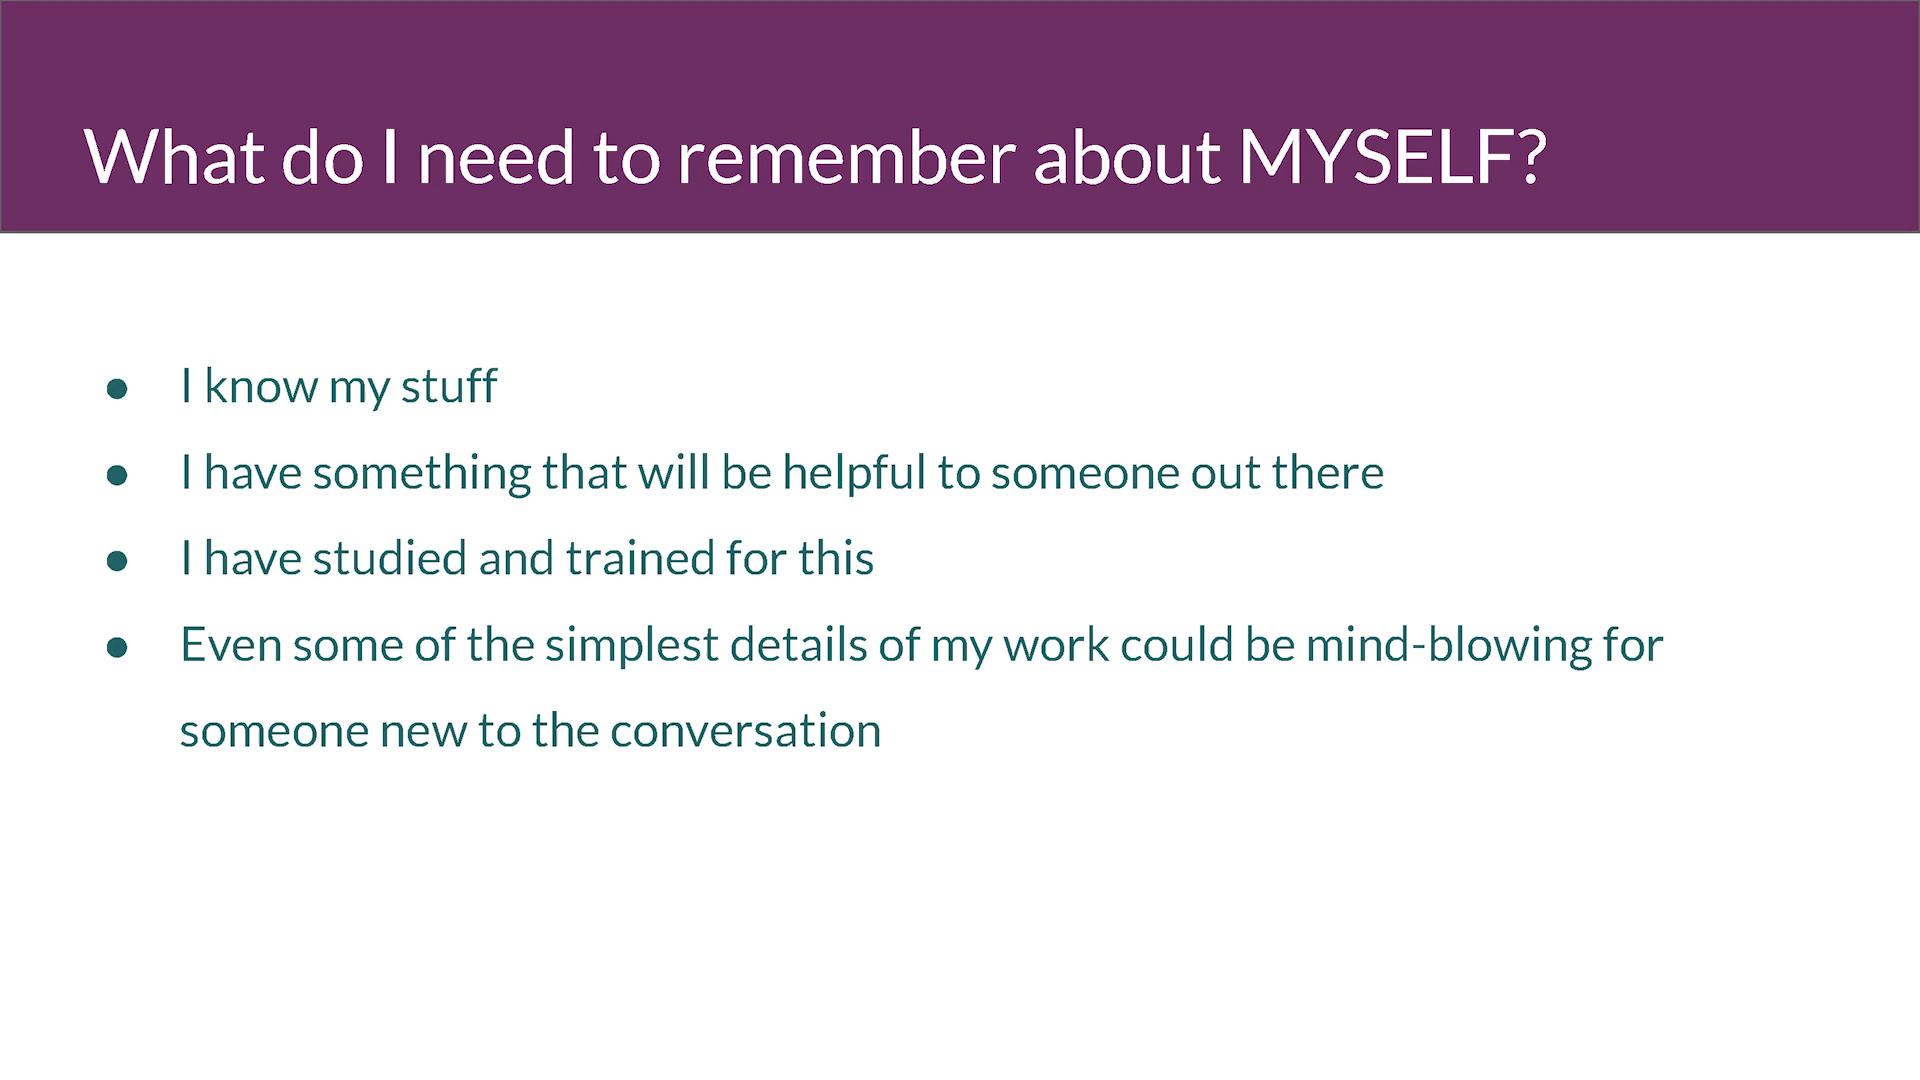 What do I need to remember about MYSELF?
● I know my stuff
● I have something that will be helpful to someone out there
● I have studied and trained for this
● Even some of the simplest details of my work could be mind-blowing for
someone new to the conversation